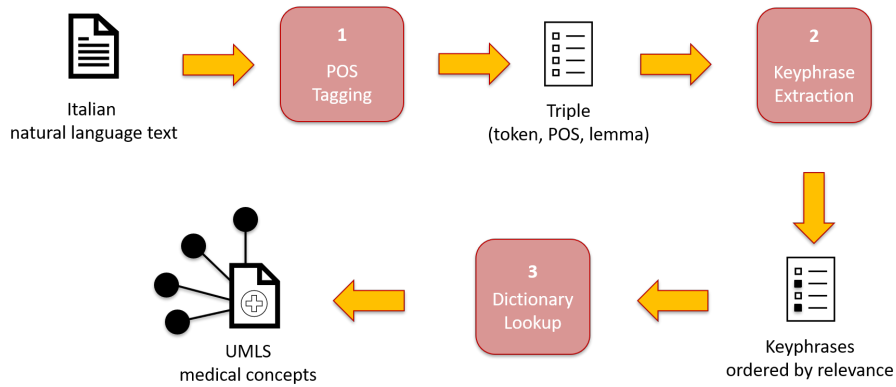 Italian
natural language text
1
POS
Tagging
Triple
(token, POS, lemma)
2
Keyphrase
Extraction
Keyphrases
ordered by relevance
3
Dictionary
Lookup
UMLS
medical concepts